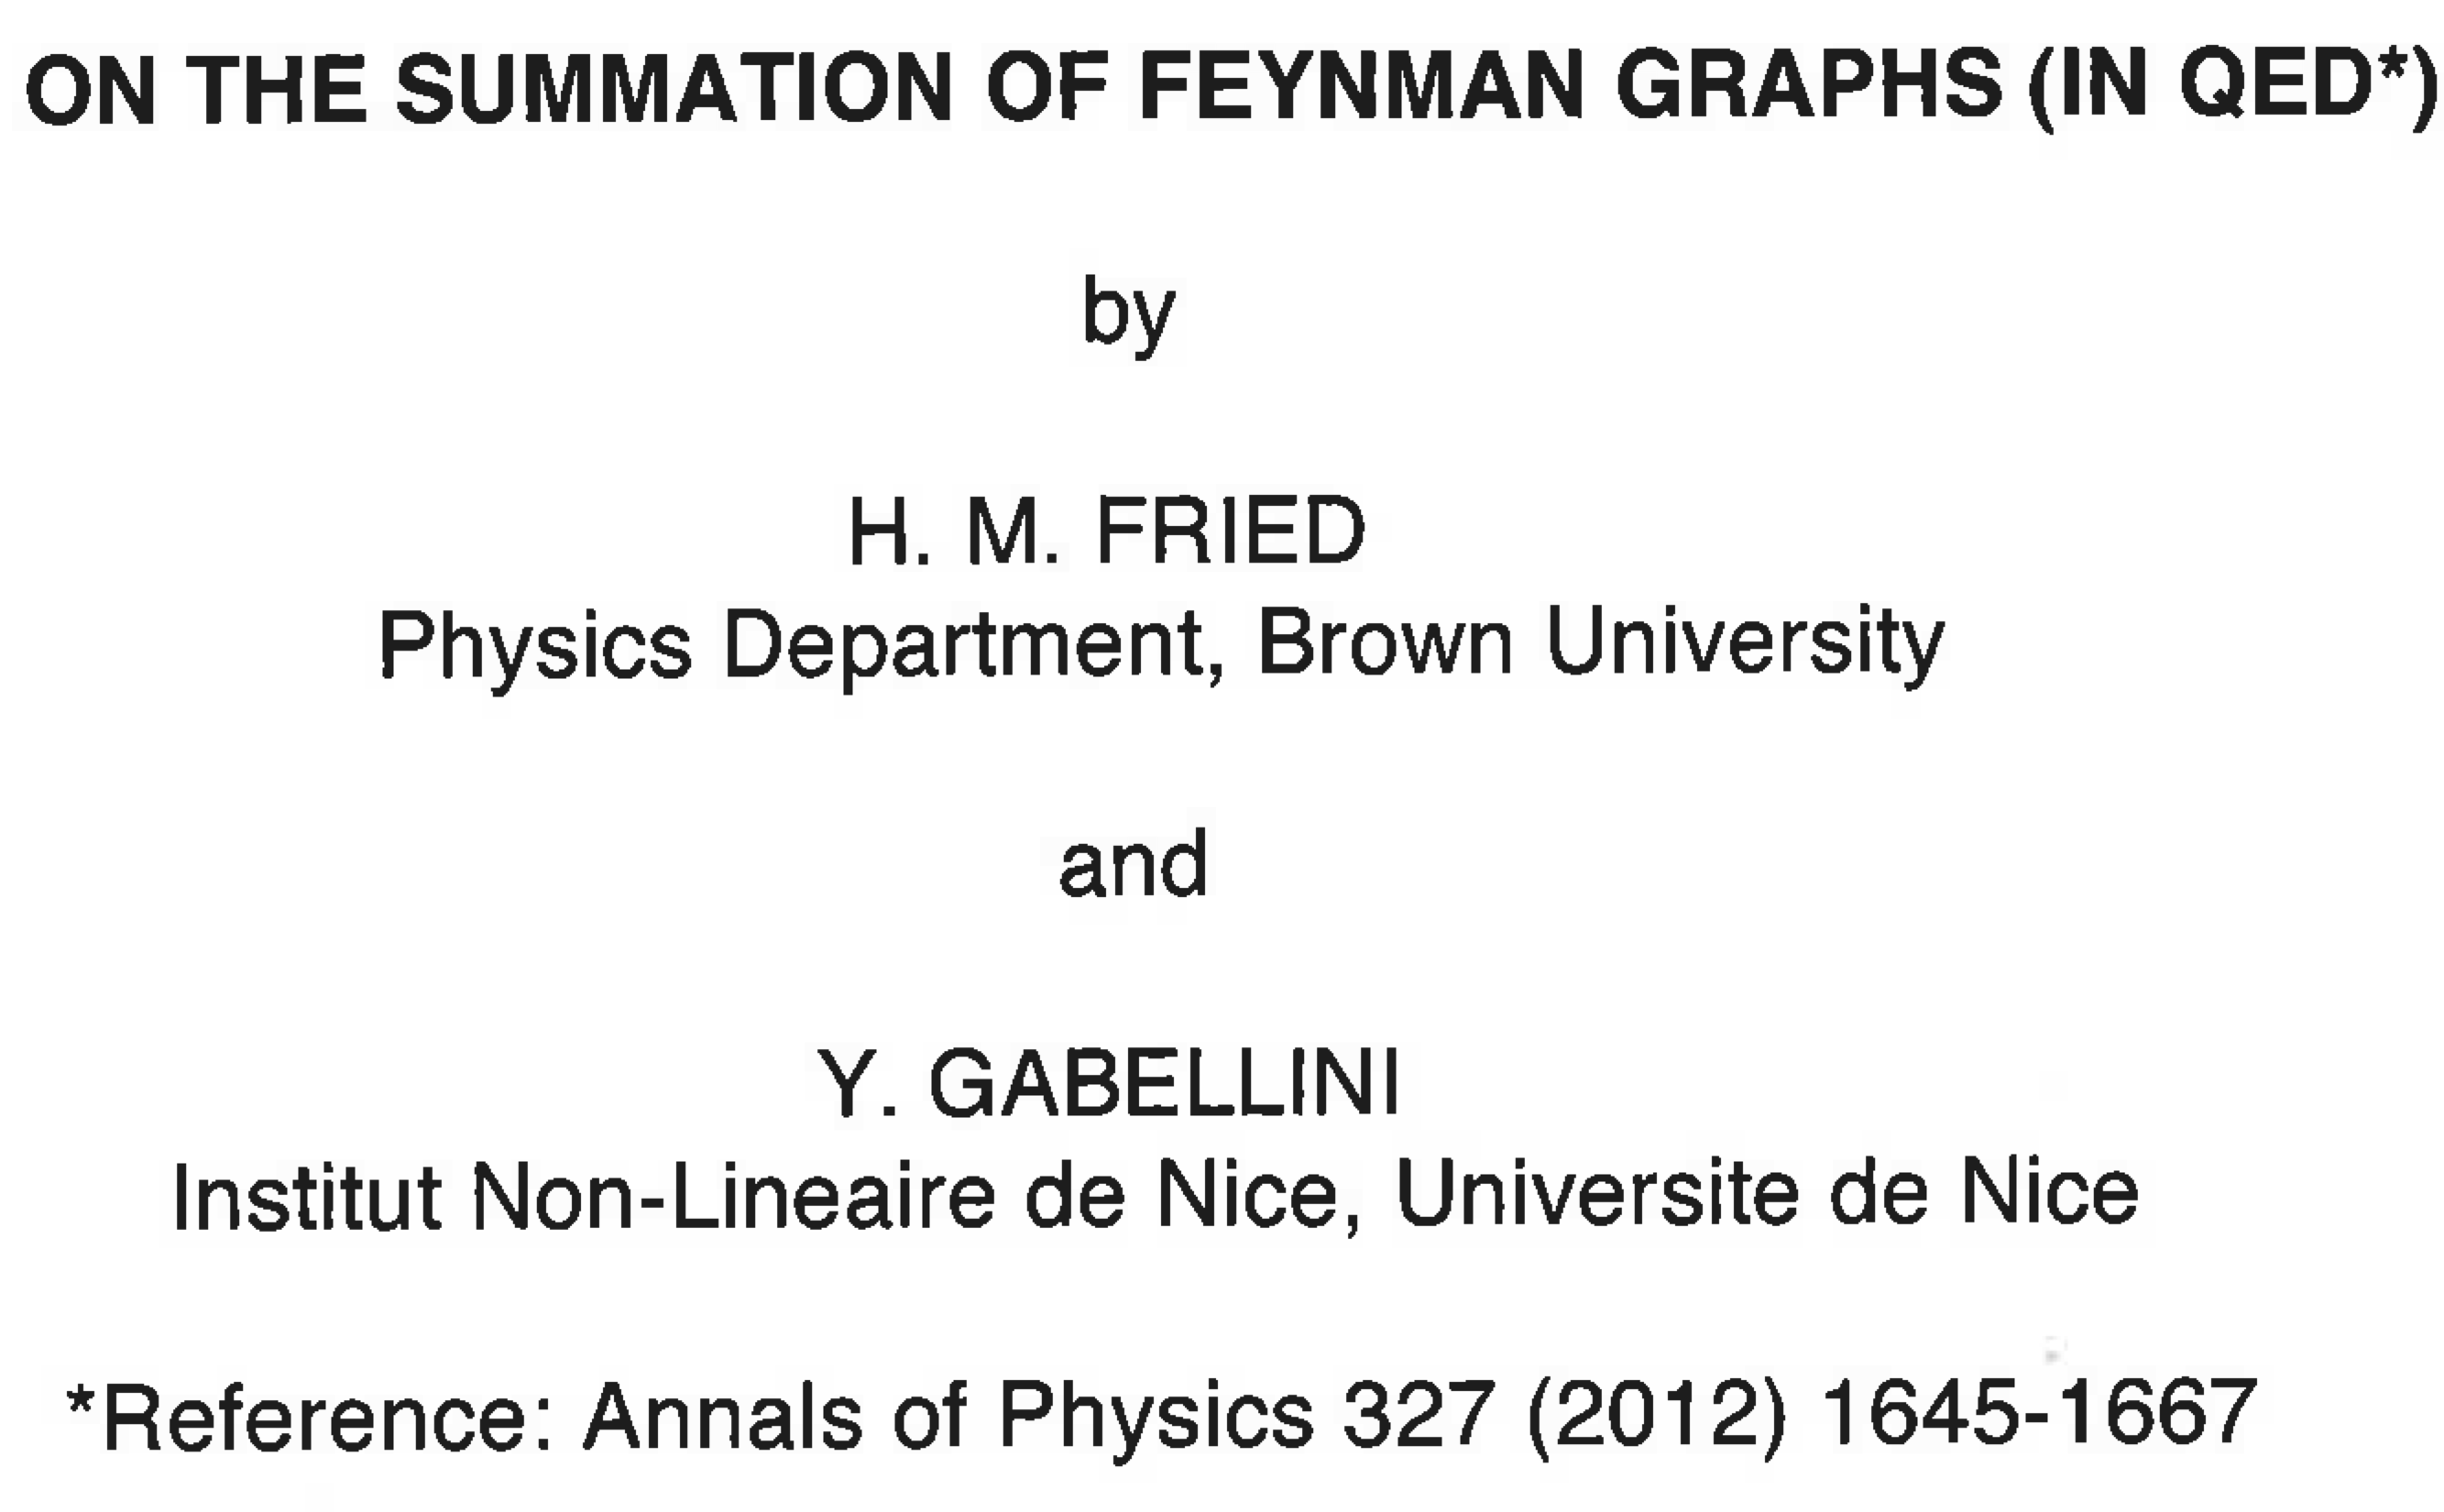 ON THE SUMMATION OF FEYNMAN GRAPHS (IN QED*)
by
H. M. FRIED
Physics Department, Brown University
and
Y. GABELLINI
Institut Non-Lineaire de Nice, Universite de Nice
*Reference: Annals of Physics 327 (2012) 1645-1667